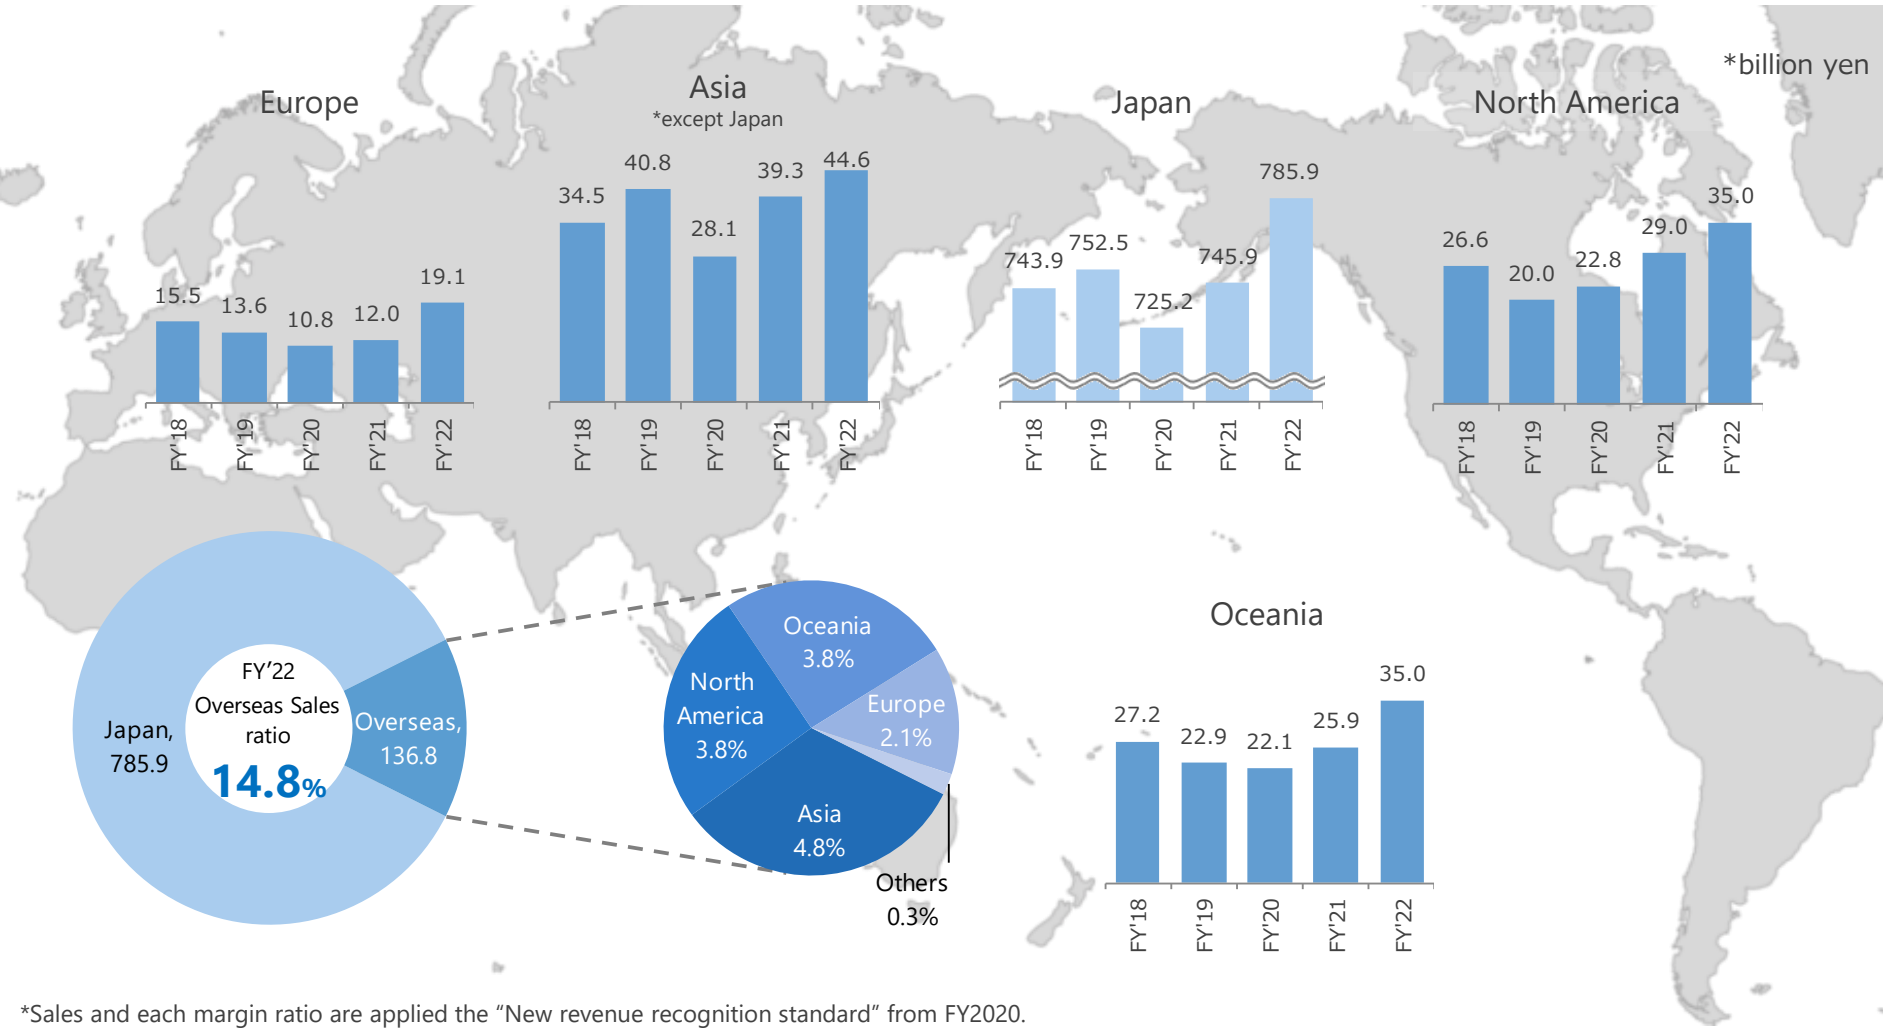 *billion yen
Europe
15.5
13.6
10.8
12.0
19.1
FY'18
FY'19
FY'20
FY'21
FY'22
Asia
*except Japan
34.5
40.8
28.1
39.3
44.6
FY'18
FY'19
FY'20
FY'21
FY'22
Japan
743.9
752.5
725.2
745.9
785.9
FY'18
FY'19
FY'20
FY'21
FY'22
North America
26.6
20.0
22.8
29.0
35.0
FY'18
FY'19
FY'20
FY'21
FY'22
FY’22
Overseas Sales
ratio
14.8%
Japan,
785.9
Overseas,
136.8
Oceania
3.8%
North
America
3.8%
Europe
2.1%
Asia
4.8%
Others
0.3%
Oceania
27.2
22.9
22.1
25.9
35.0
FY'18
FY'19
FY'20
FY'21
FY'22
*Sales and each margin ratio are applied the “New revenue recognition standard” from FY2020.